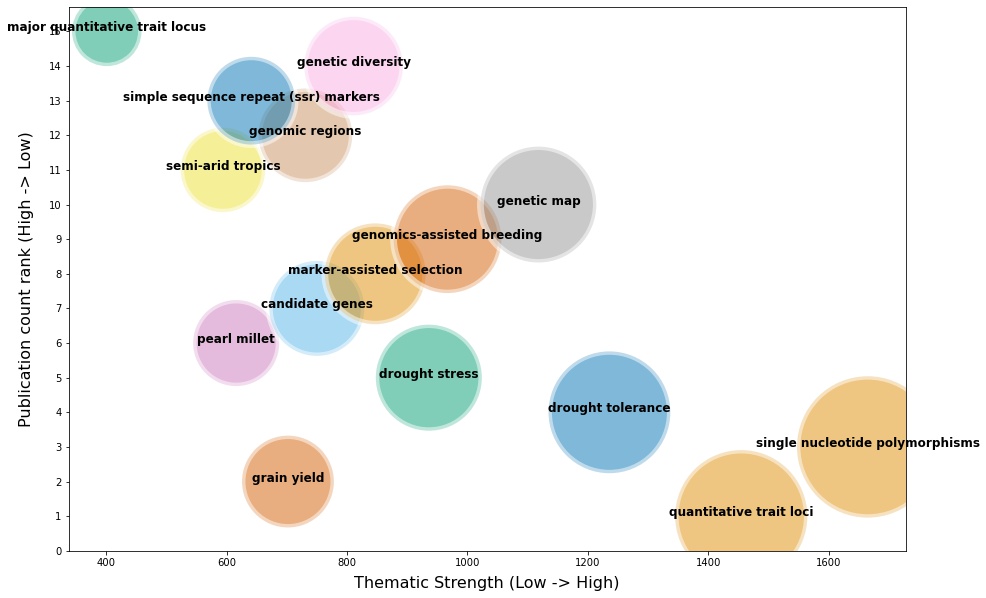 major quantitative trait locus
15
genetic diversity
14
simple sequence repeat (ssr) markers
13
genomic regions
12
semi-arid tropics
11
genetic map
10
genomics-assisted breeding
9
marker-assisted selection
8
candidate genes
7
pearl millet
6
drought stress
5
drought tolerance
4
single nucleotide polymorphisms
3
grain yield
2
quantitative trait loci
1
0
Publication count rank (High -> Low)
400 600 800 1000 1200 1400 1600
Thematic Strength (Low -> High)